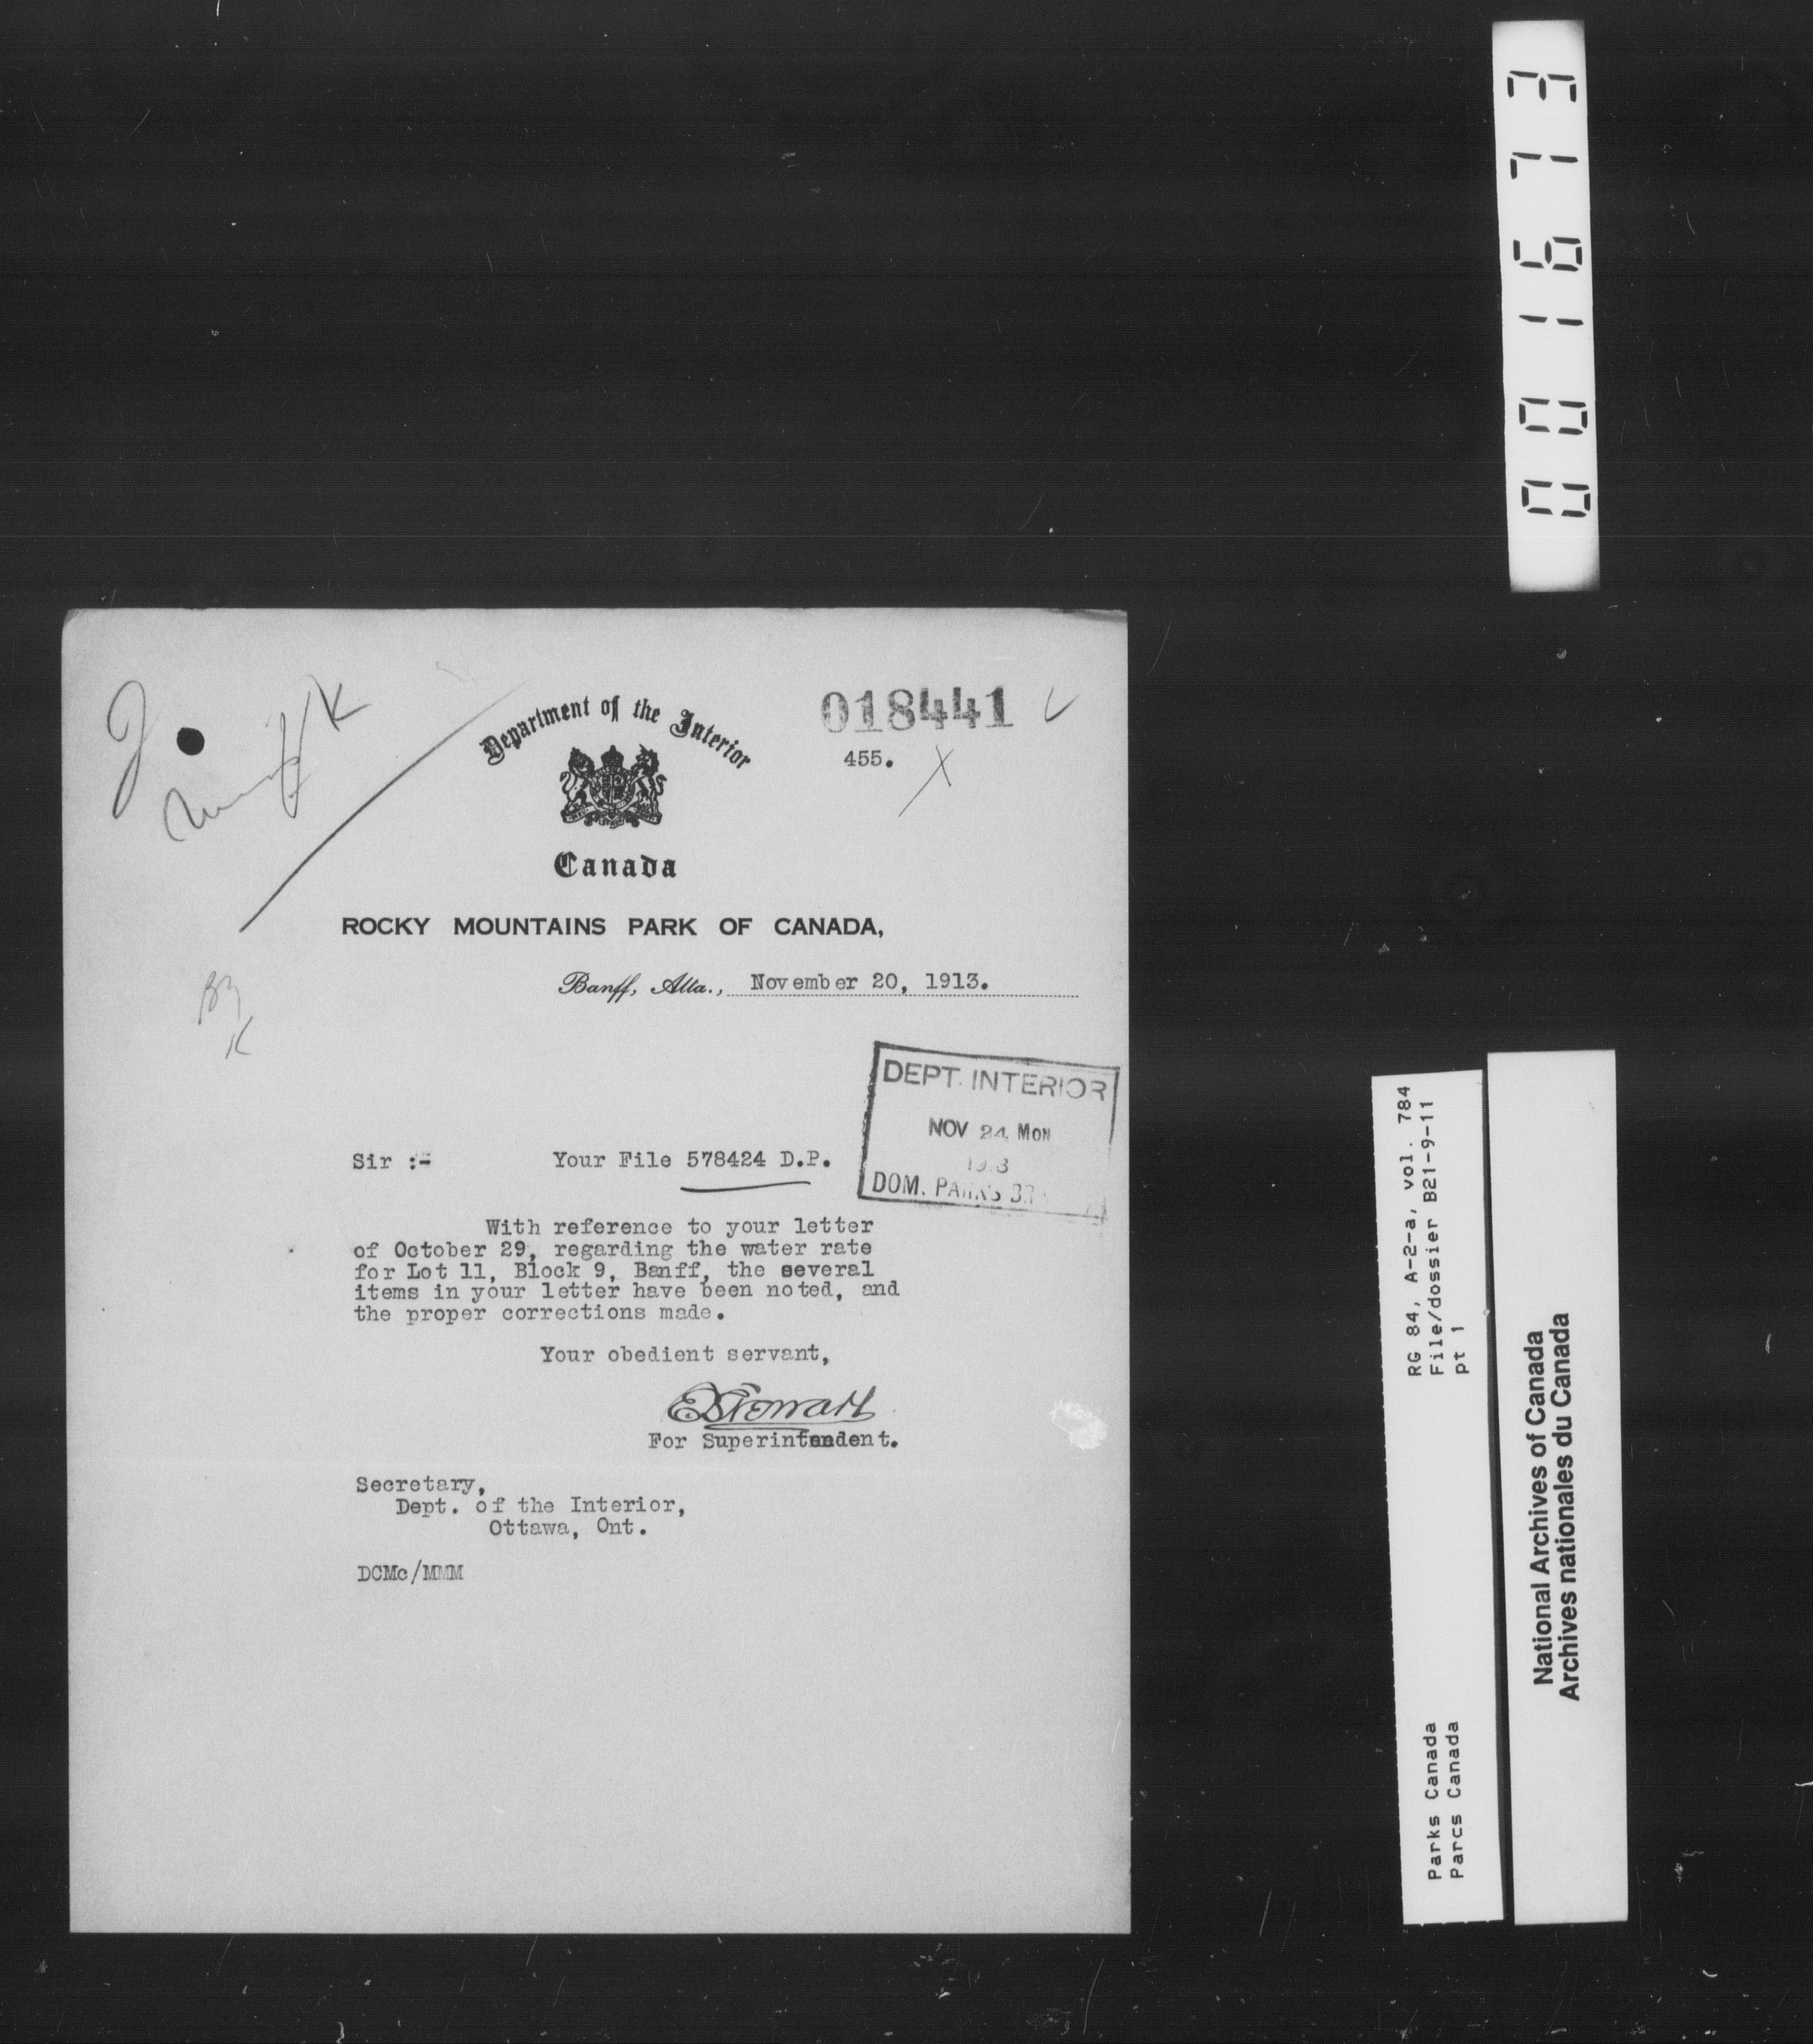 001673
Department of the Interior
018441
455.
Canada
ROCKY MOUNTAINS PARK OF CANADA,
Banff, Alta., November 20, 1913.
DEPT. INTERIOR
NOV 24 MON
DOM. PARKS
Sir :- Your File 578424 D.P.
With reference to your letter
of October 29, regarding the water rate
for Lot 11, Block 9, Banff, the several
items in your letter have been noted, and
the proper corrections made.
Your obedient servant,
For Superintendent.
Secretary,
Dept. of the Interior,
Ottawa, Ont.
DCMc/MMM
RG 84, A-2-a, vol. 784
File/dossier B21-9-11
pt 1
Parks Canada
Parcs Canada
National Archives of Canada
Archives nationales du Canada